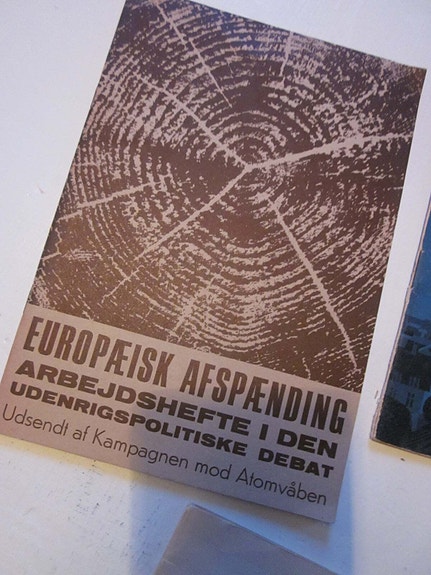 EUROPÆISK AFSPÆNDING
ARBEJDSHEFTE I DEN
UDENRIGSPOLITISKE DEBAT
Udsendt af Kampagnen mod Atomvåben